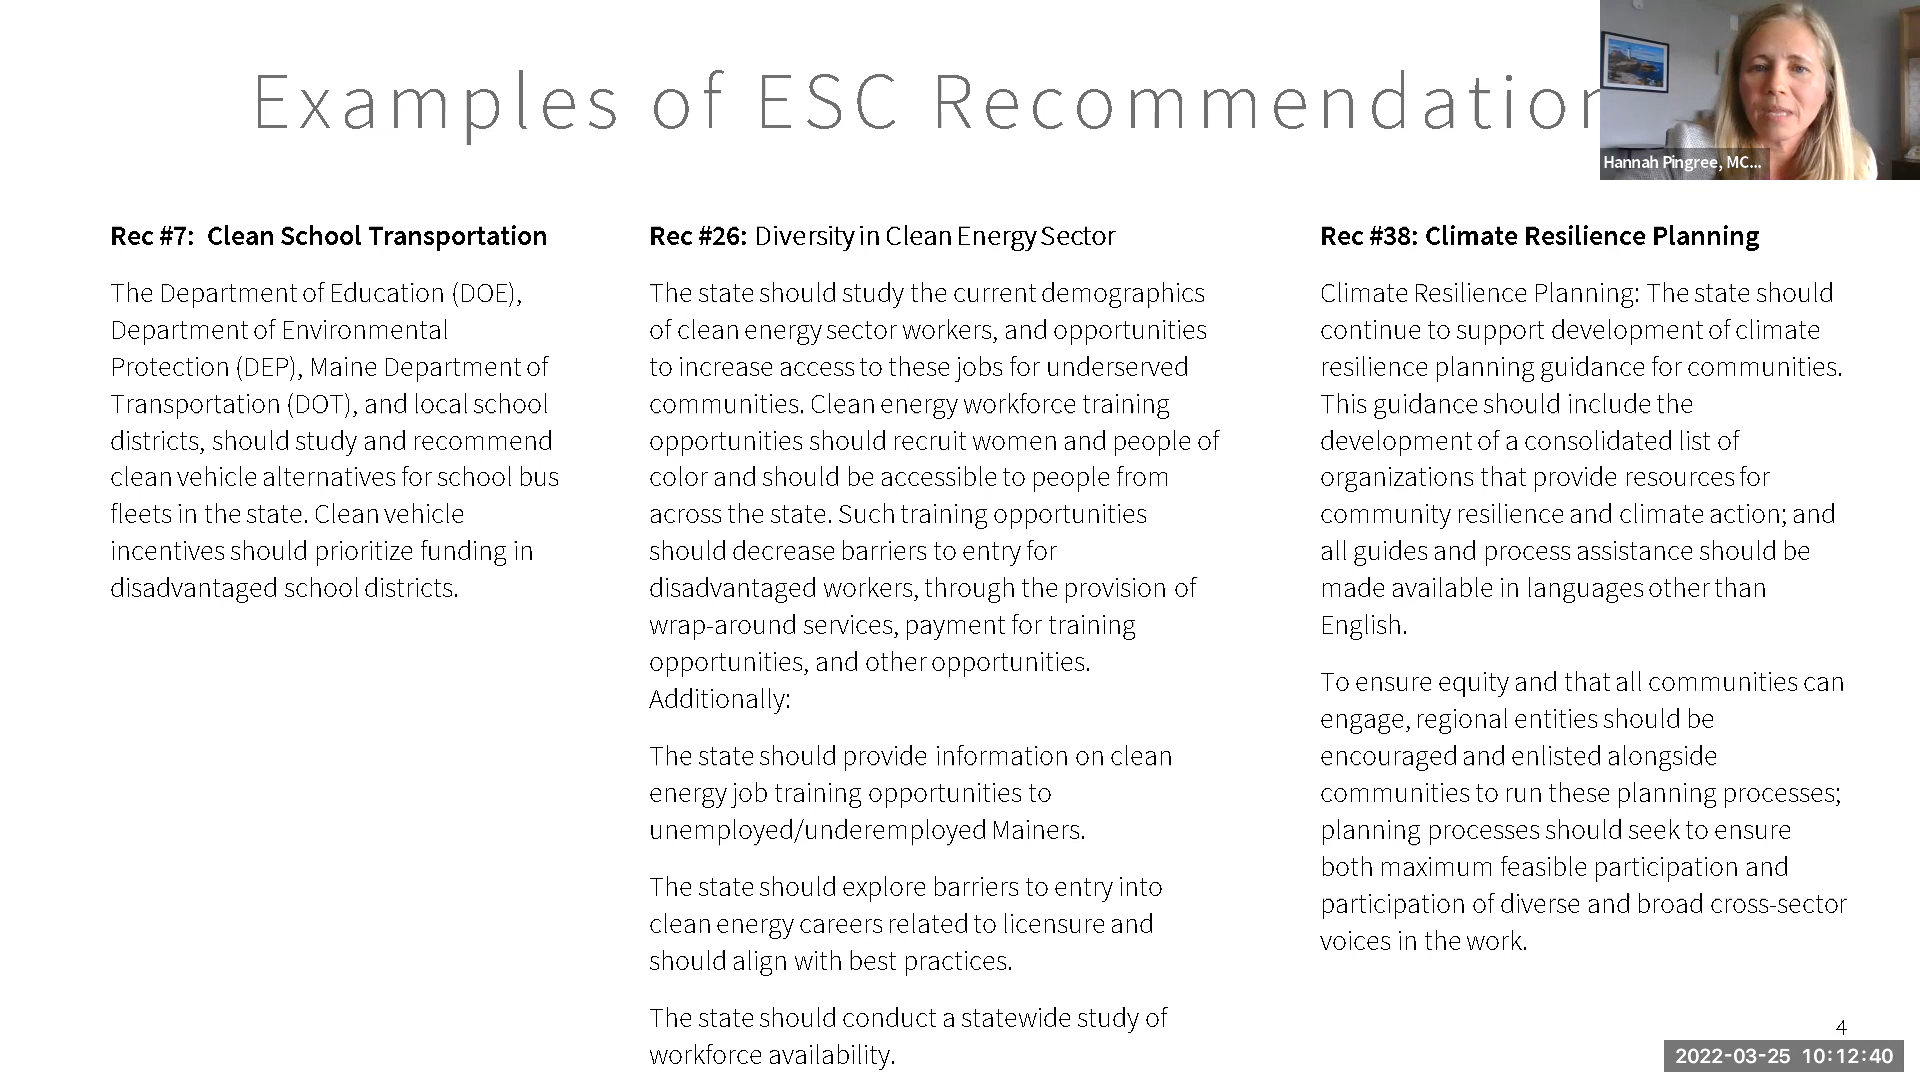 Examples of ESC Recommendation
Hannah Pingree, MC...
Rec #7:  Clean School Transportation
The Department of Education (DOE),
Department of Environmental
Protection (DEP), Maine Department of
Transportation (DOT), and local school
districts, should study and recommend
clean vehicle alternatives for school bus
fleets in the state. Clean vehicle
incentives should prioritize funding in
disadvantaged school districts.
Rec #26: Diversity in Clean Energy Sector
The state should study the current demographics
of clean energy sector workers, and opportunities
to increase access to these jobs for underserved
communities. Clean energy workforce training
opportunities should recruit women and people of
color and should be accessible to people from
across the state. Such training opportunities
should decrease barriers to entry for
disadvantaged workers, through the provision of
wrap-around services, payment for training
opportunities, and other opportunities.
Additionally:
The state should provide information on clean
energy job training opportunities to
unemployed/underemployed Mainers.
The state should explore barriers to entry into
clean energy careers related to licensure and
should align with best practices.
The state should conduct a statewide study of
workforce availability.
Rec #38: Climate Resilience Planning
Climate Resilience Planning: The state should
continue to support development of climate
resilience planning guidance for communities.
This guidance should include the
development of a consolidated list of
organizations that provide resources for
community resilience and climate action; and
all guides and process assistance should be
made available in languages other than
English.
To ensure equity and that all communities can
engage, regional entities should be
encouraged and enlisted alongside
communities to run these planning processes;
planning processes should seek to ensure
both maximum feasible participation and
participation of diverse and broad cross-sector
voices in the work.
4
2022-03-25 10:12:40